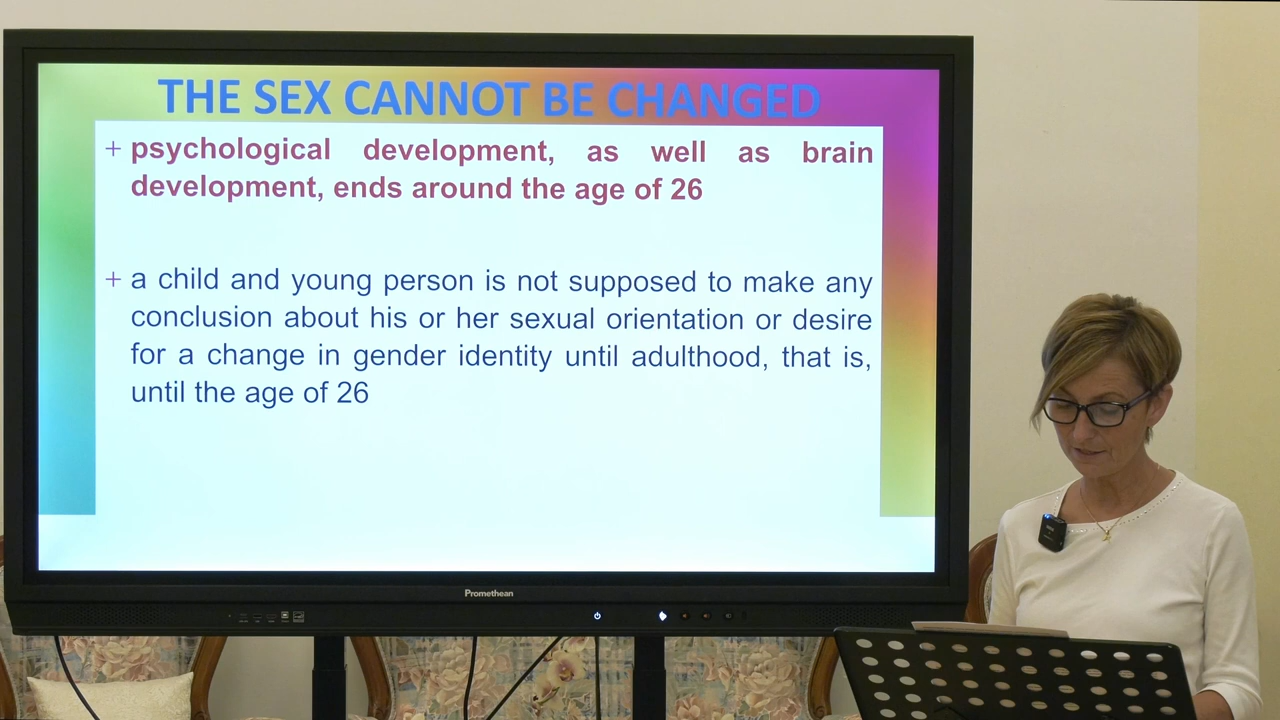 THE SEX CANNOT BE CHANGED
+ psychological development, as well as brain
development, ends around the age of 26
+ a child and young person is not supposed to make any
conclusion about his or her sexual orientation or desire
for a change in gender identity until adulthood, that is,
until the age of 26
Promethean